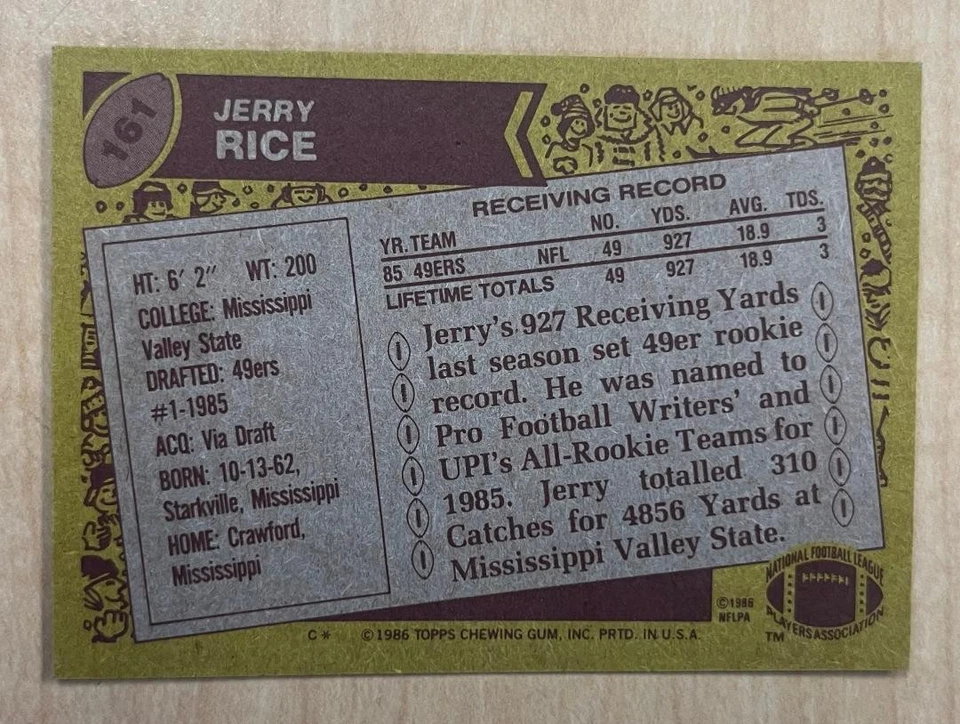 161
JERRY
RICE
HT: 6′ 2″ WT: 200
COLLEGE: Mississippi
Valley State
DRAFTED: 49ers
#1-1985
ACQ: Via Draft
BORN: 10-13-62,
Starkville, Mississippi
HOME: Crawford,
Mississippi
RECEIVING RECORD
YR. TEAM NO. YDS. AVG. TDS.
85 49ERS NFL 49 927 18.9 3
LIFETIME TOTALS 49 927 18.9 3
Jerry's 927 Receiving Yards
last season set 49er rookie
record. He was named to
Pro Football Writers' and
UPI's All-Rookie Teams for
1985. Jerry totalled 310
Catches for 4856 Yards at
Mississippi Valley State.
NATIONAL FOOTBALL LEAGUE
PLAYERS ASSOCIATION
TM
©1986
NFLPA
C* ©1986 TOPPS CHEWING GUM, INC. PRTD. IN U.S.A.